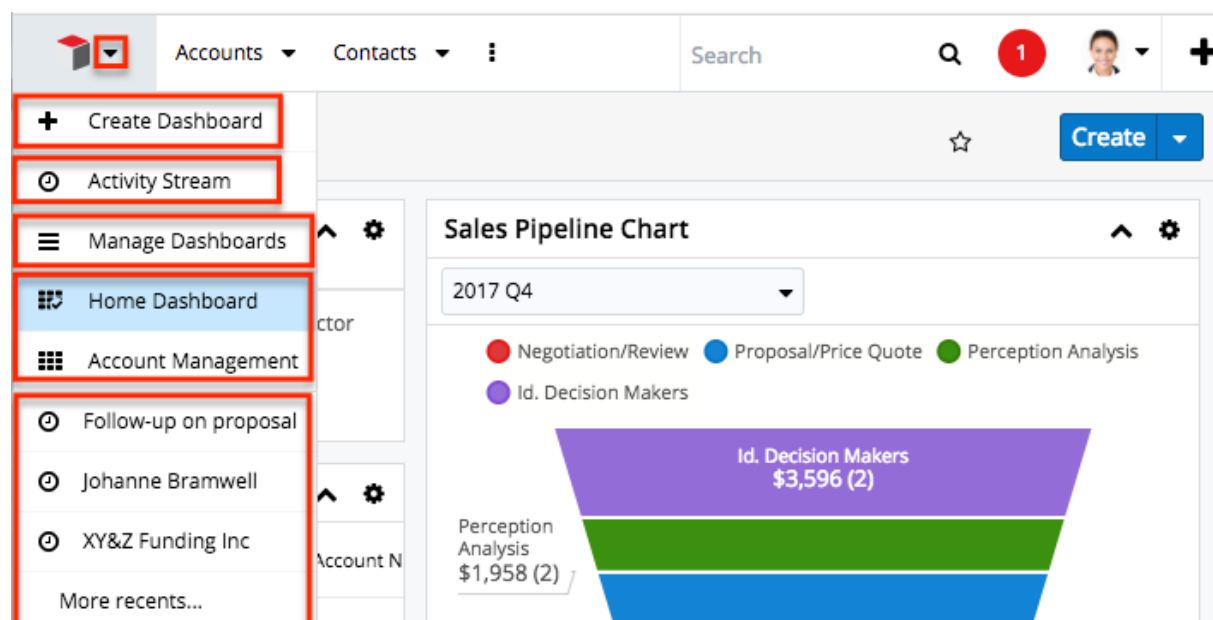 Accounts
Contacts
Search
1
Create Dashboard
Create
Activity Stream
Manage Dashboards
Sales Pipeline Chart
Home Dashboard
2017 Q4
ctor
Negotiation/Review
Proposal/Price Quote
Perception Analysis
Account Management
Id. Decision Makers
Follow-up on proposal
Id. Decision Makers
$3,596 (2)
Johanne Bramwell
Perception
Analysis
$1,958 (2)
XY&Z Funding Inc
Account N
More recents...